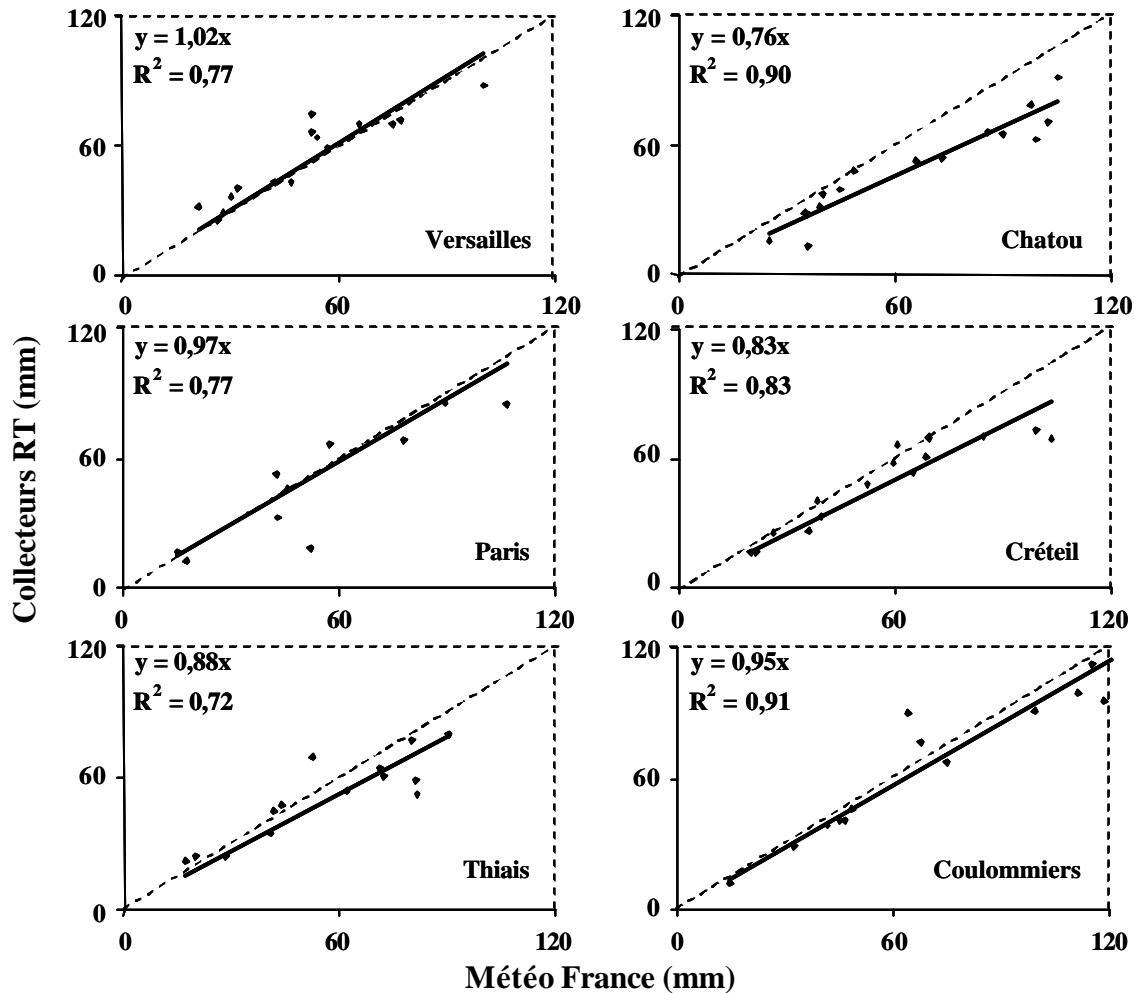 120
y = 1,02x
R² = 0,77
60
Versailles
0
0 60 120
120
y = 0,76x
R² = 0,90
60
Chatou
0
0 60 120
120
y = 0,97x
R² = 0,77
60
Paris
0
0 60 120
120
y = 0,83x
R² = 0,83
60
Créteil
0
0 60 120
120
y = 0,88x
R² = 0,72
60
Thiais
0
0 60 120
120
y = 0,95x
R² = 0,91
60
Coulommiers
0
0 60 120
Collecteurs RT (mm)
Météo France (mm)